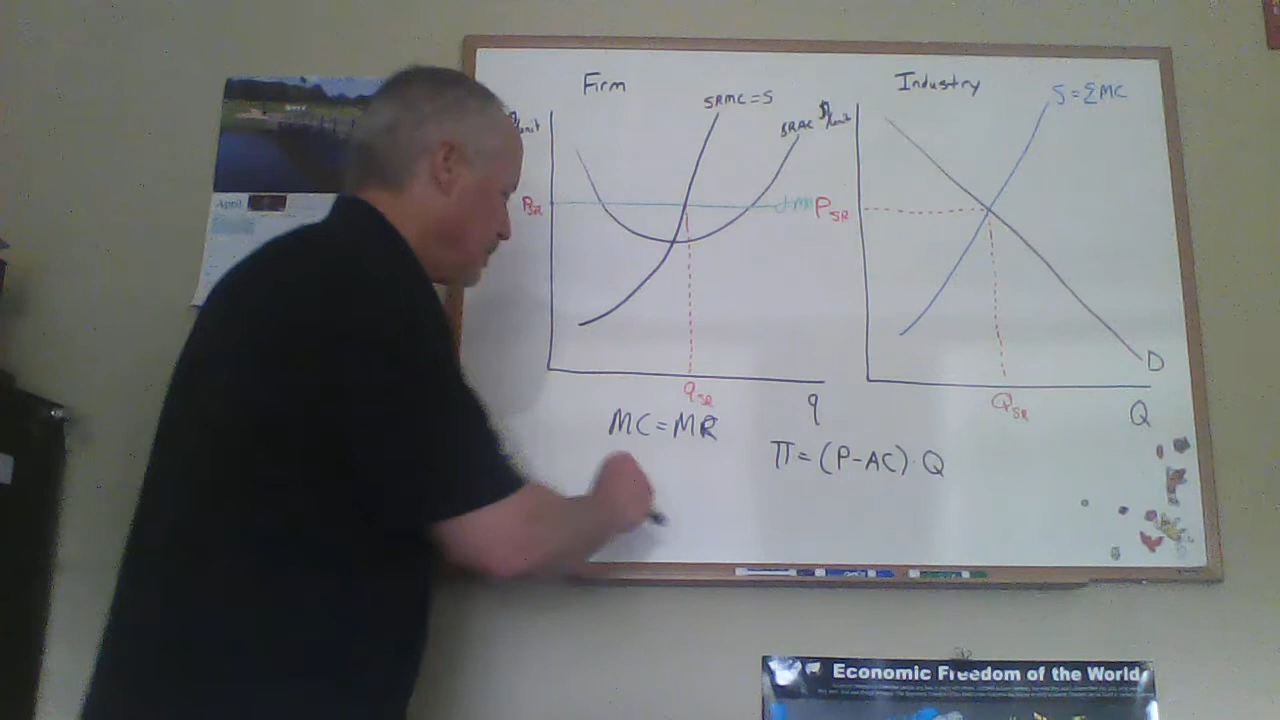 Firm
SRMC=S
SRAC
$/unit
P_SR
q_SR
q
MC=MR
Industry
S=ΣMC
P_SR
D
Q_SR
Q
π=(P-AC)·Q
April
Economic Freedom of the World